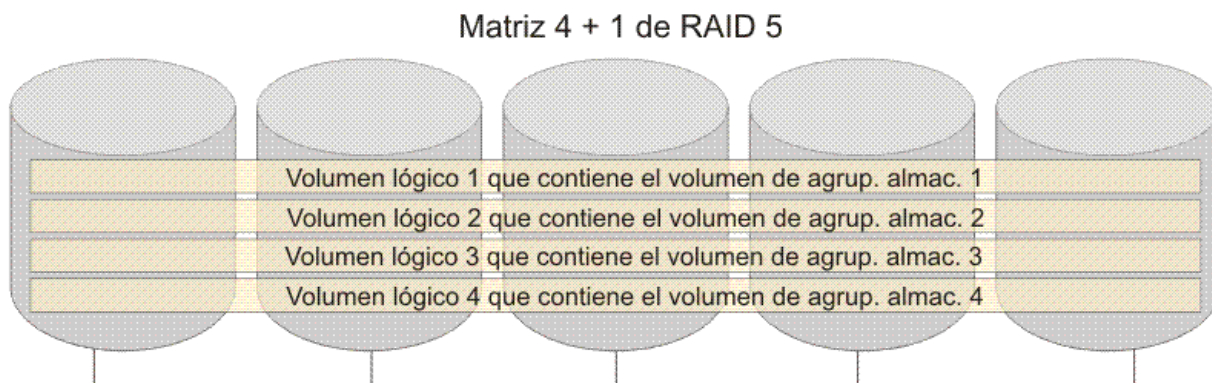 Matriz 4 + 1 de RAID 5
Volumen lógico 1 que contiene el volumen de agrup. almac. 1
Volumen lógico 2 que contiene el volumen de agrup. almac. 2
Volumen lógico 3 que contiene el volumen de agrup. almac. 3
Volumen lógico 4 que contiene el volumen de agrup. almac. 4